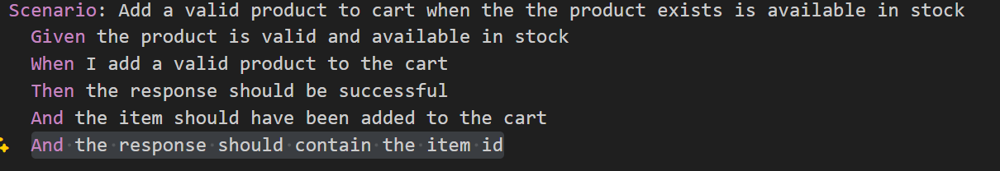 Scenario: Add a valid product to cart when the the product exists is available in stock
Given the product is valid and available in stock
When I add a valid product to the cart
Then the response should be successful
And the item should have been added to the cart
And the response should contain the item id